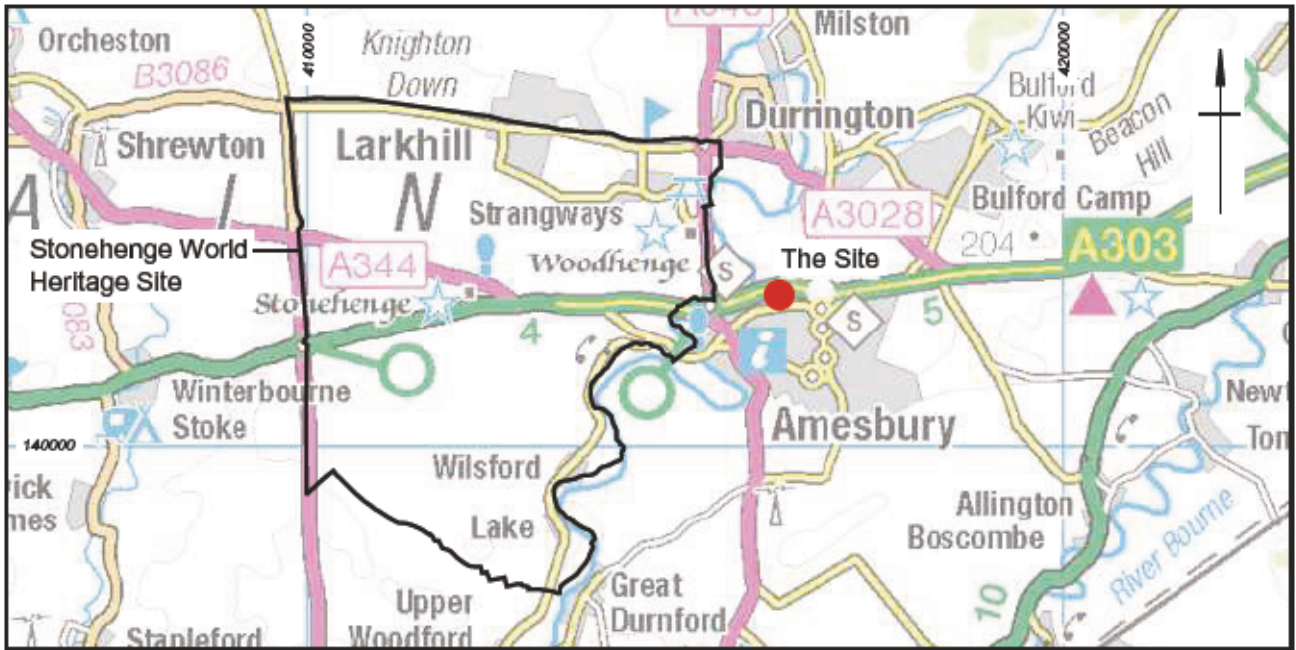 Orcheston
B3086
Knighton
Down
410000
Milston
420000
Bulford
Kiwi
Beacon
Hill
Durrington
Shrewton
Larkhill
A I N
Strangways
A3028
Bulford Camp
204
A303
Stonehenge World
Heritage Site
A344
Woodhenge
S
The Site
Stonehenge
4
S
5
i
Winterbourne
Stoke
140000
Amesbury
Wilsford
Lake
Allington
Boscombe
River Bourne
10
Great
Durnford
Upper
Woodford
Stapleford